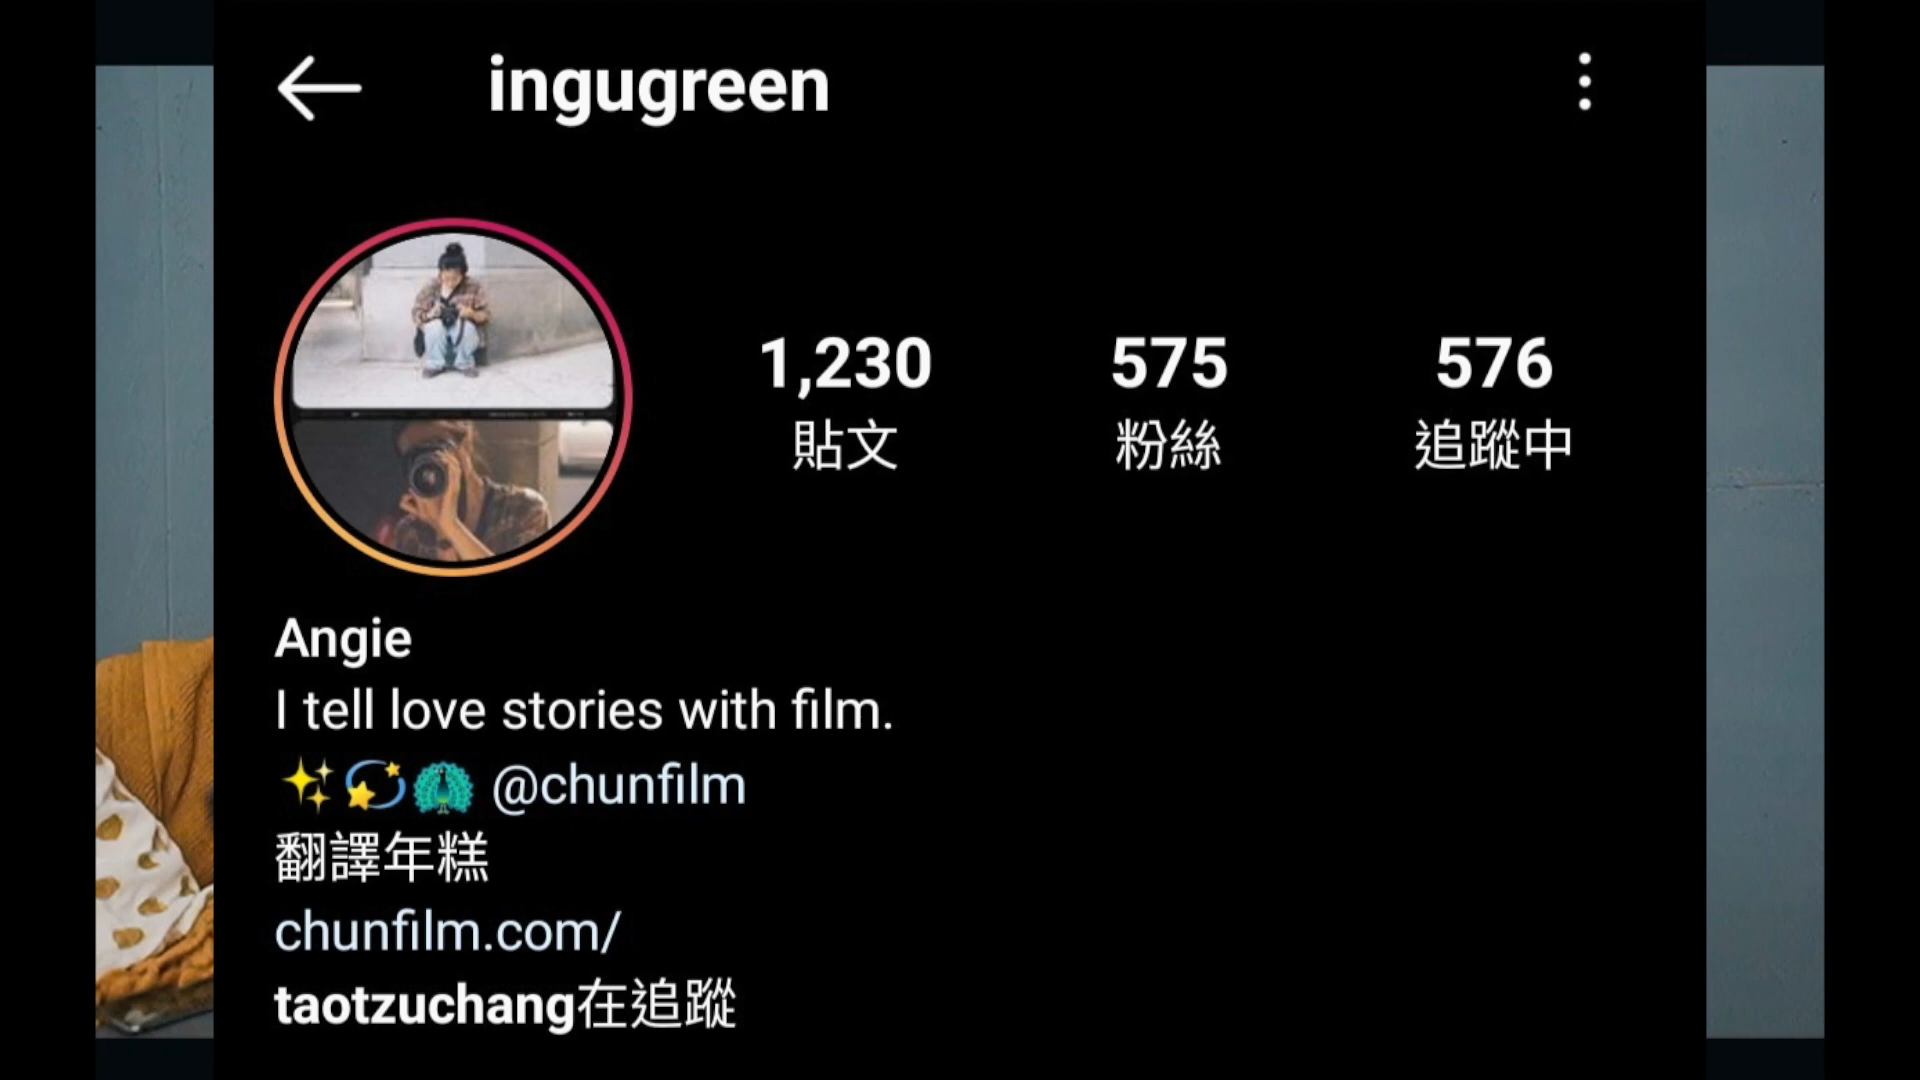 ingugreen
1,230 575 576
貼文 粉絲 追蹤中
Angie
I tell love stories with film.
✨💫🦚 @chunfilm
翻譯年糕
chunfilm.com/
taotzuchang在追蹤